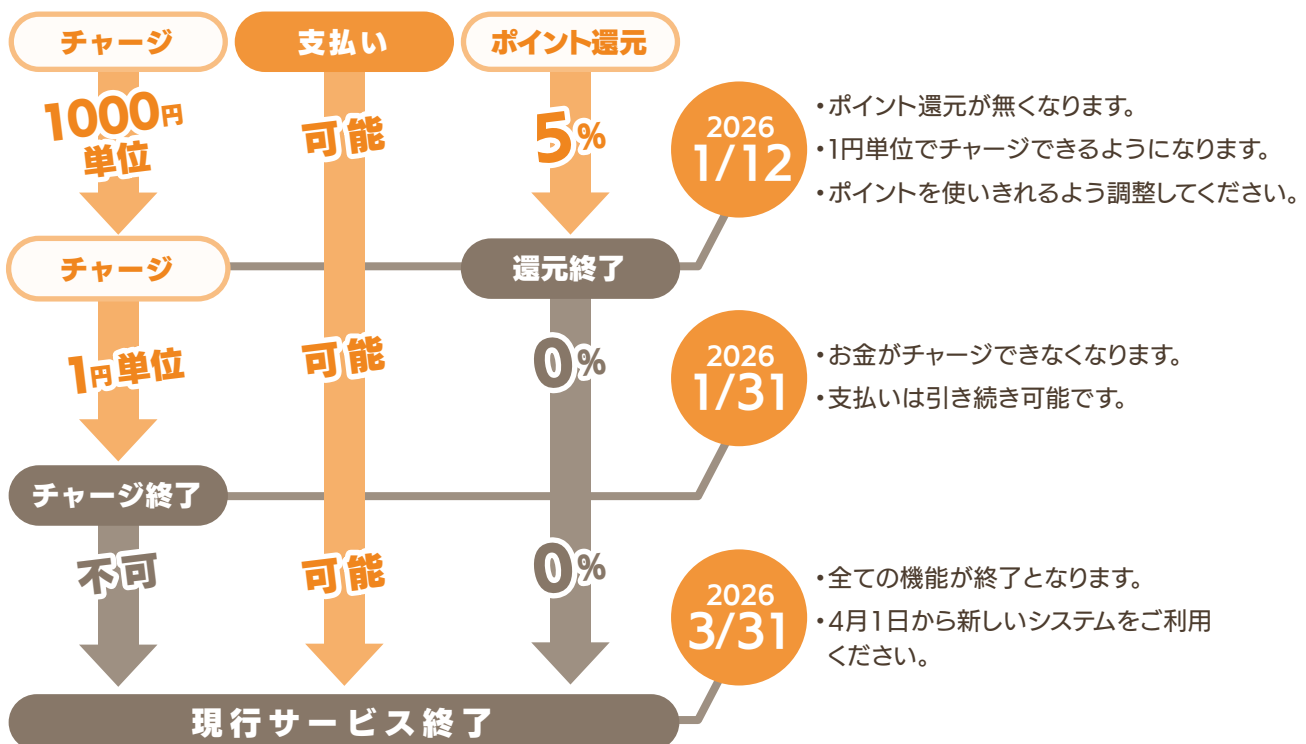 チャージ
支払い
ポイント還元
1000円
単位
可能
5%
2026
1/12
・ポイント還元が無くなります。
・1円単位でチャージできるようになります。
・ポイントを使いきれるよう調整してください。
チャージ
還元終了
1円単位
可能
0%
2026
1/31
・お金がチャージできなくなります。
・支払いは引き続き可能です。
チャージ終了
不可
可能
0%
2026
3/31
・全ての機能が終了となります。
・4月1日から新しいシステムをご利用
ください。
現行サービス終了